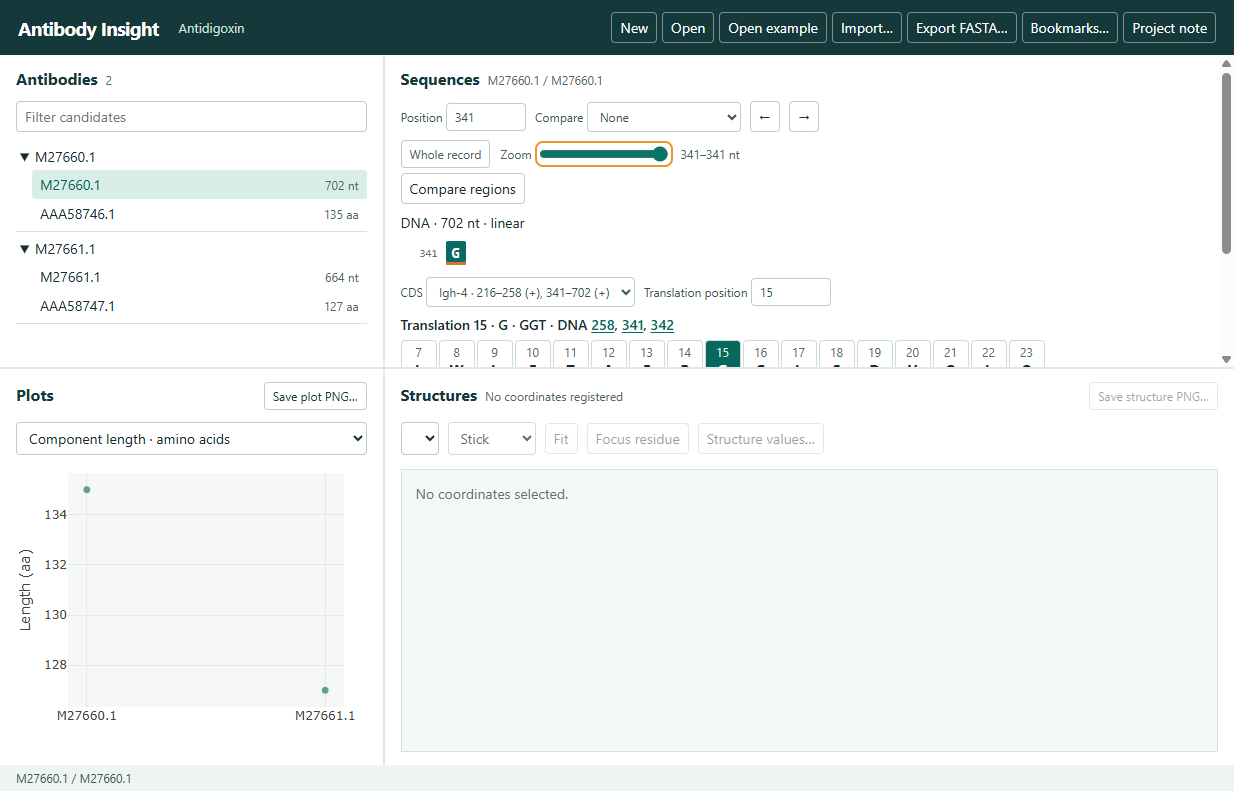 Antibody Insight Antidigoxin New Open Open example Import... Export FASTA... Bookmarks... Project note
Antibodies 2
Filter candidates
▼ M27660.1
M27660.1 702 nt
AAA58746.1 135 aa
▼ M27661.1
M27661.1 664 nt
AAA58747.1 127 aa
Sequences M27660.1 / M27660.1
Position 341 Compare None ← →
Whole record Zoom 341–341 nt
Compare regions
DNA · 702 nt · linear
341 G
CDS Igh-4 · 216–258 (+), 341–702 (+) Translation position 15
Translation 15 · G · GGT · DNA 258, 341, 342
7 8 9 10 11 12 13 14 15 16 17 18 19 20 21 22 23
Plots Save plot PNG...
Component length · amino acids
Length (aa)
134
132
130
128
M27660.1 M27661.1
Structures No coordinates registered Save structure PNG...
Stick Fit Focus residue Structure values...
No coordinates selected.
M27660.1 / M27660.1